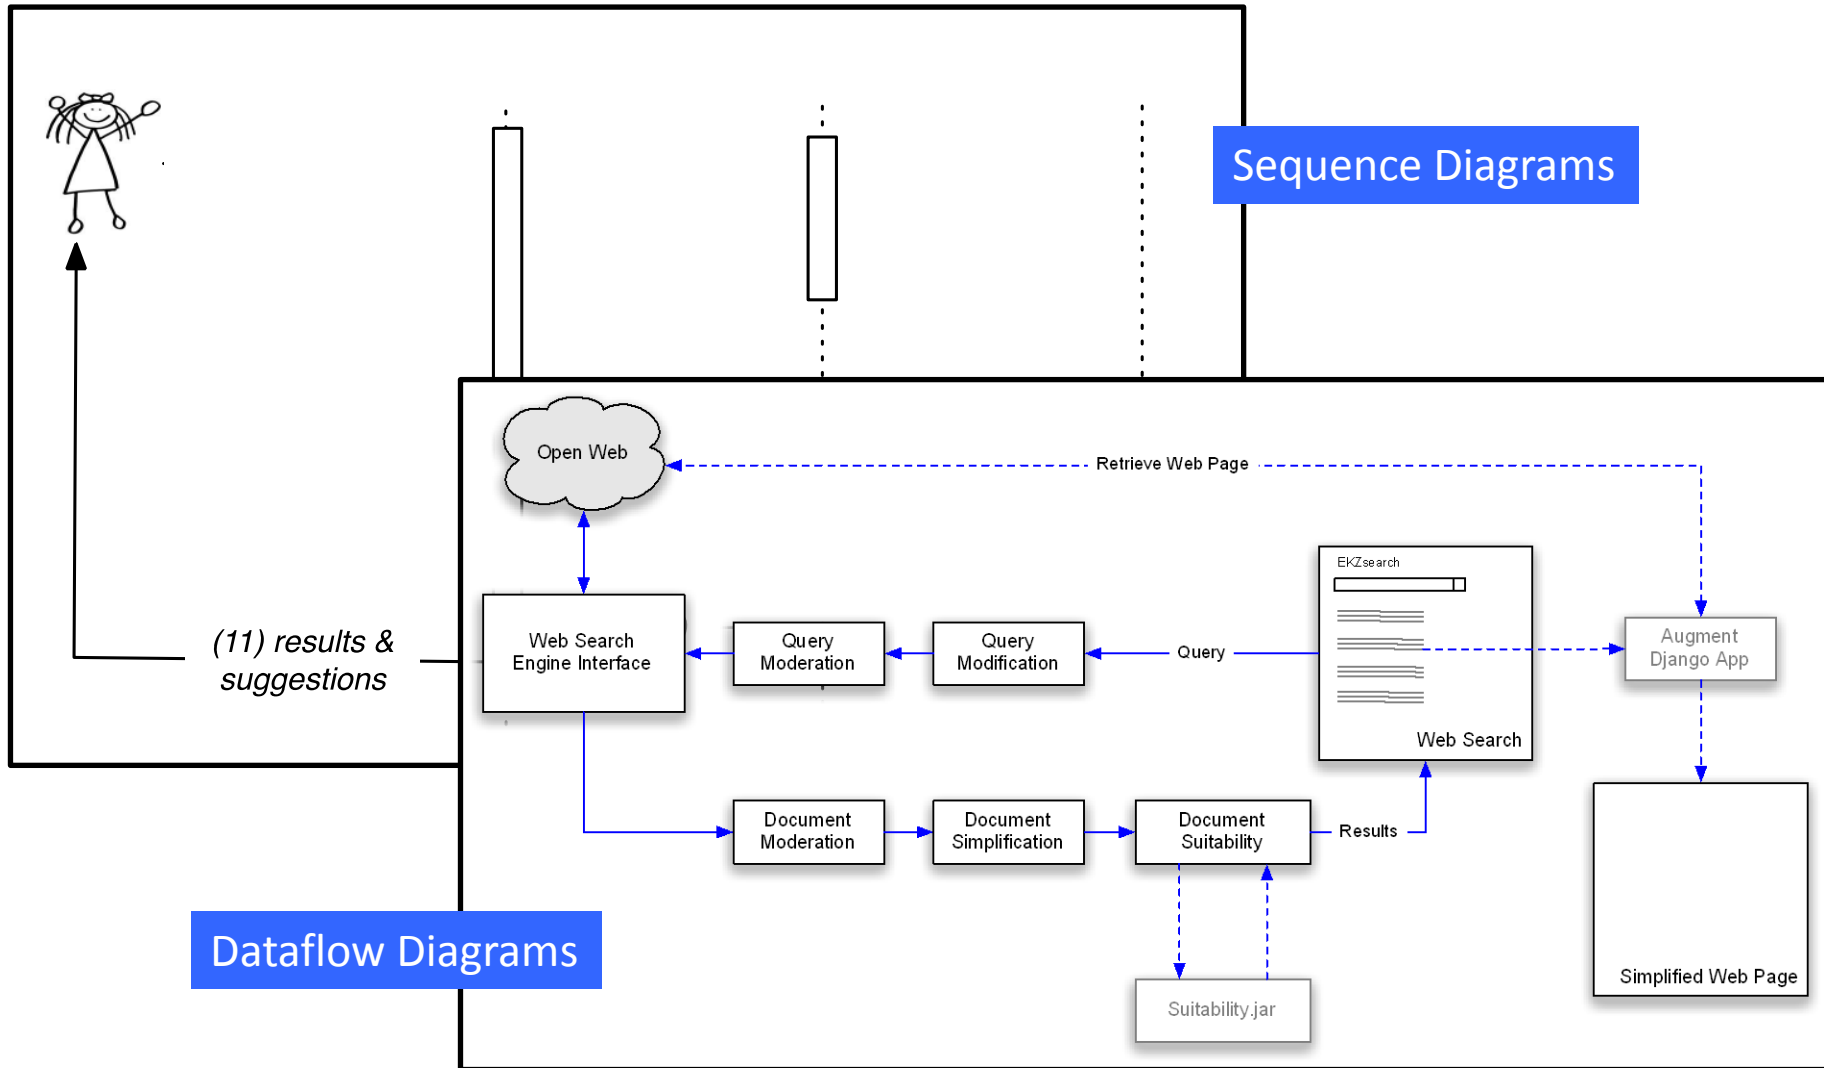 Sequence Diagrams
Open Web
Retrieve Web Page
EKZsearch
(11) results &
suggestions
Web Search
Engine Interface
Query
Moderation
Query
Modification
Query
Web Search
Augment
Django App
Document
Moderation
Document
Simplification
Document
Suitability
Results
Dataflow Diagrams
Suitability.jar
Simplified Web Page